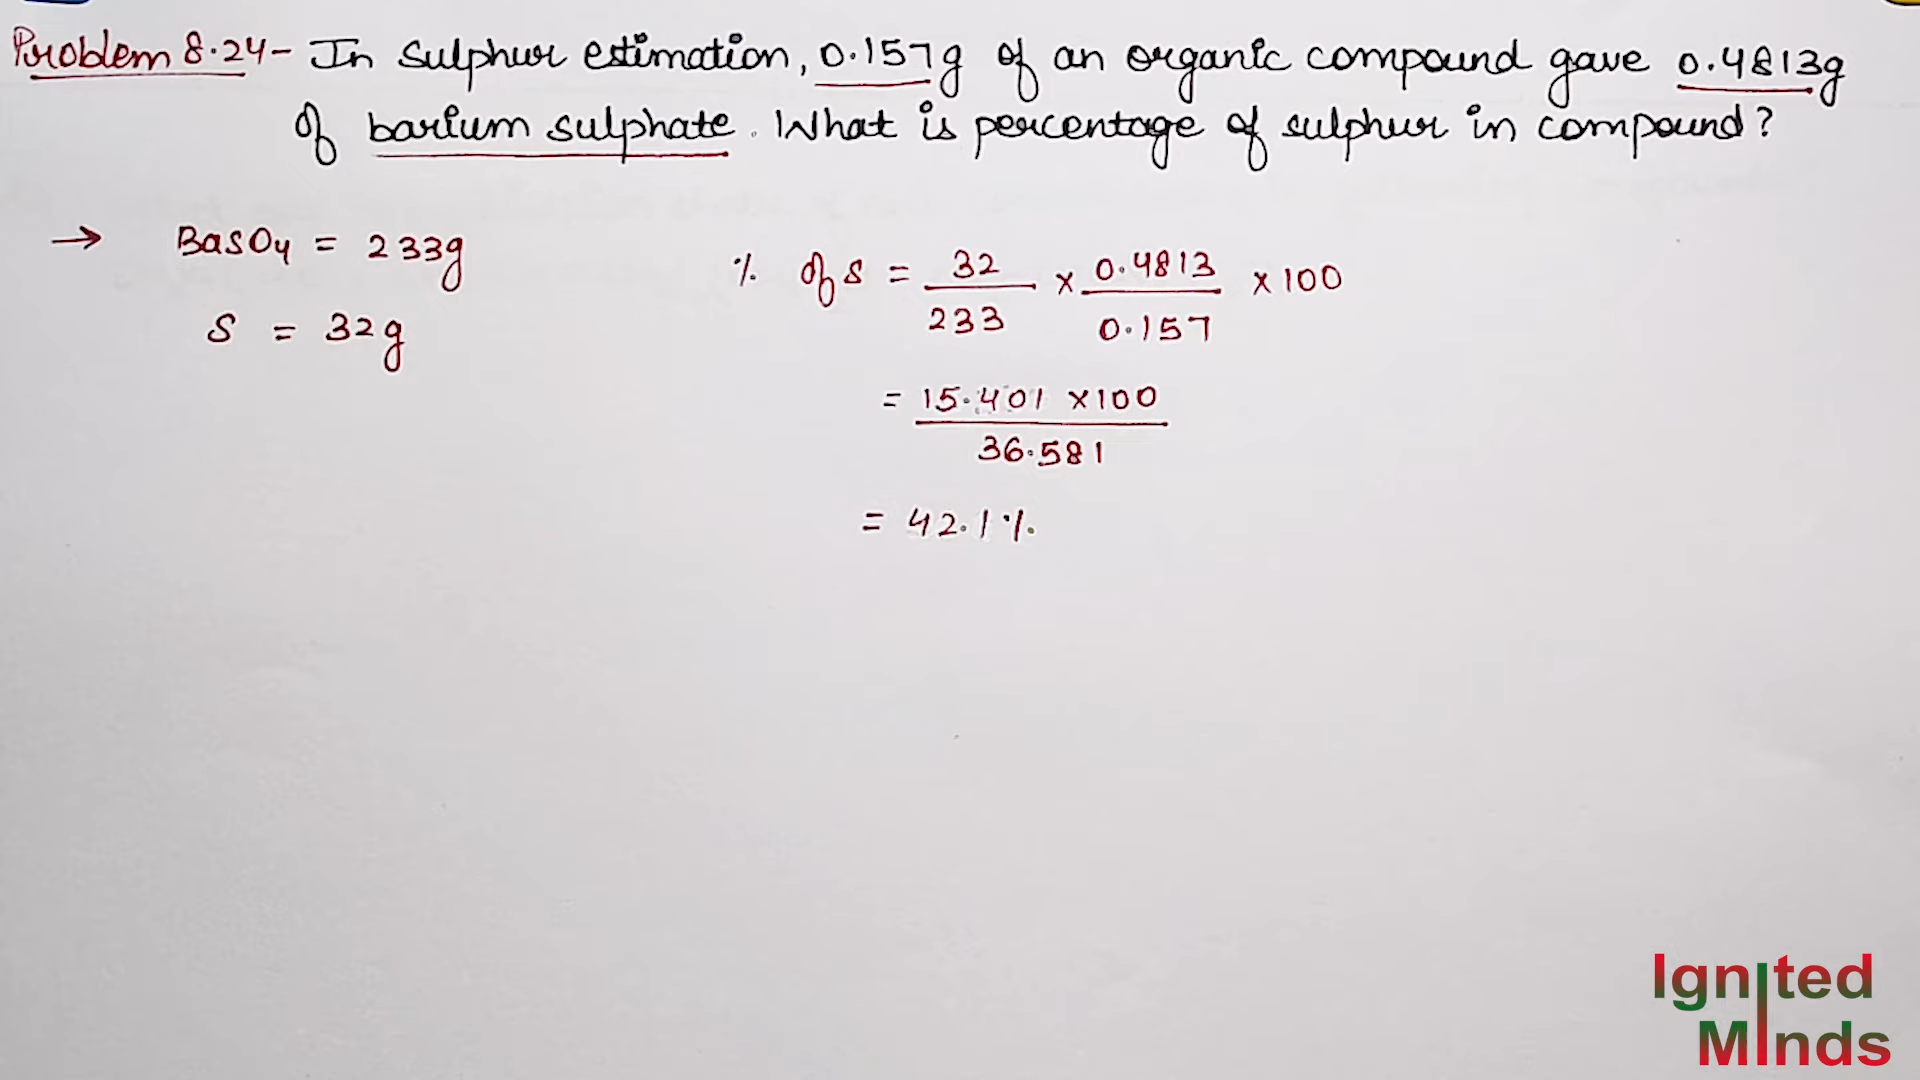 Problem 8.24- In sulphur estimation, 0.157g of an organic compound gave 0.4813g
of barium sulphate. What is percentage of sulphur in compound?
→ BaSO4 = 233g
S = 32g
% of S = 32/233 × 0.4813/0.157 × 100
= 15.401 ×100/36.581
= 42.1%
Ignited
Minds